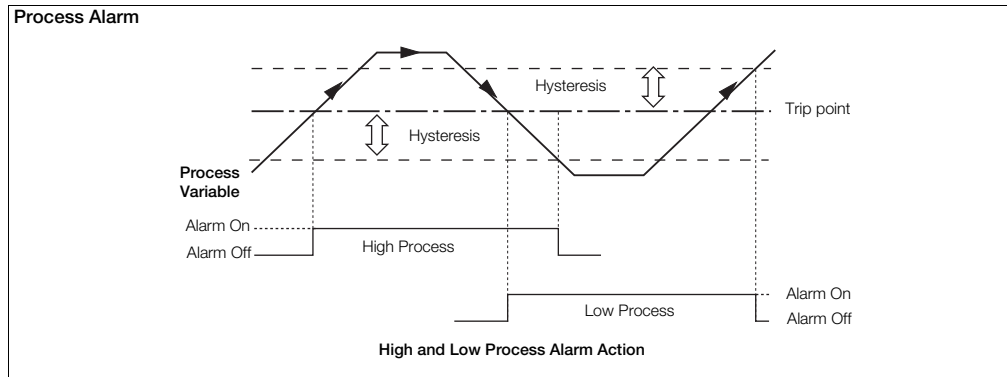 Process Alarm
Hysteresis
Trip point
Hysteresis
Process
Variable
Alarm On
High Process
Alarm Off
Alarm On
Low Process
Alarm Off
High and Low Process Alarm Action